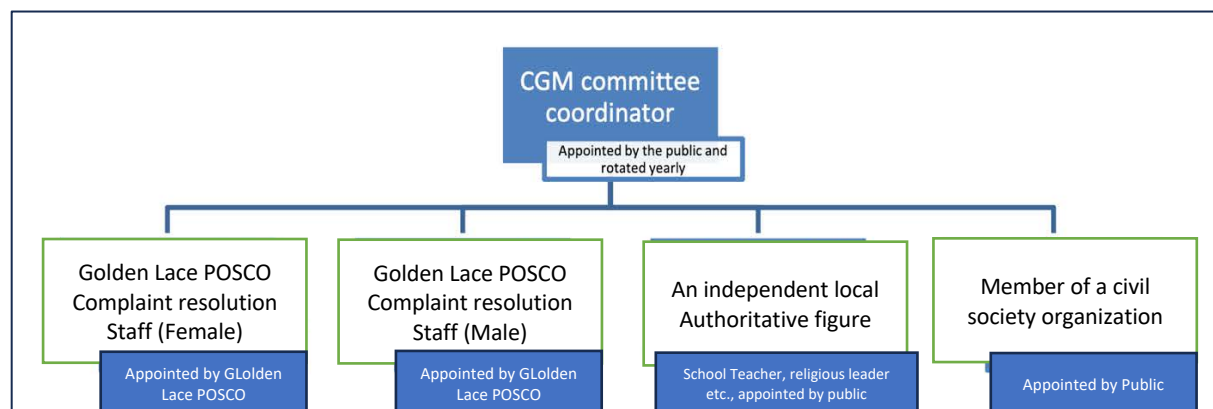 CGM committee
coordinator
Appointed by the public and
rotated yearly
Golden Lace POSCO
Complaint resolution
Staff (Female)
Appointed by GLolden
Lace POSCO
Golden Lace POSCO
Complaint resolution
Staff (Male)
Appointed by GLolden
Lace POSCO
An independent local
Authoritative figure
School Teacher, religious leader
etc., appointed by public
Member of a civil
society organization
Appointed by Public